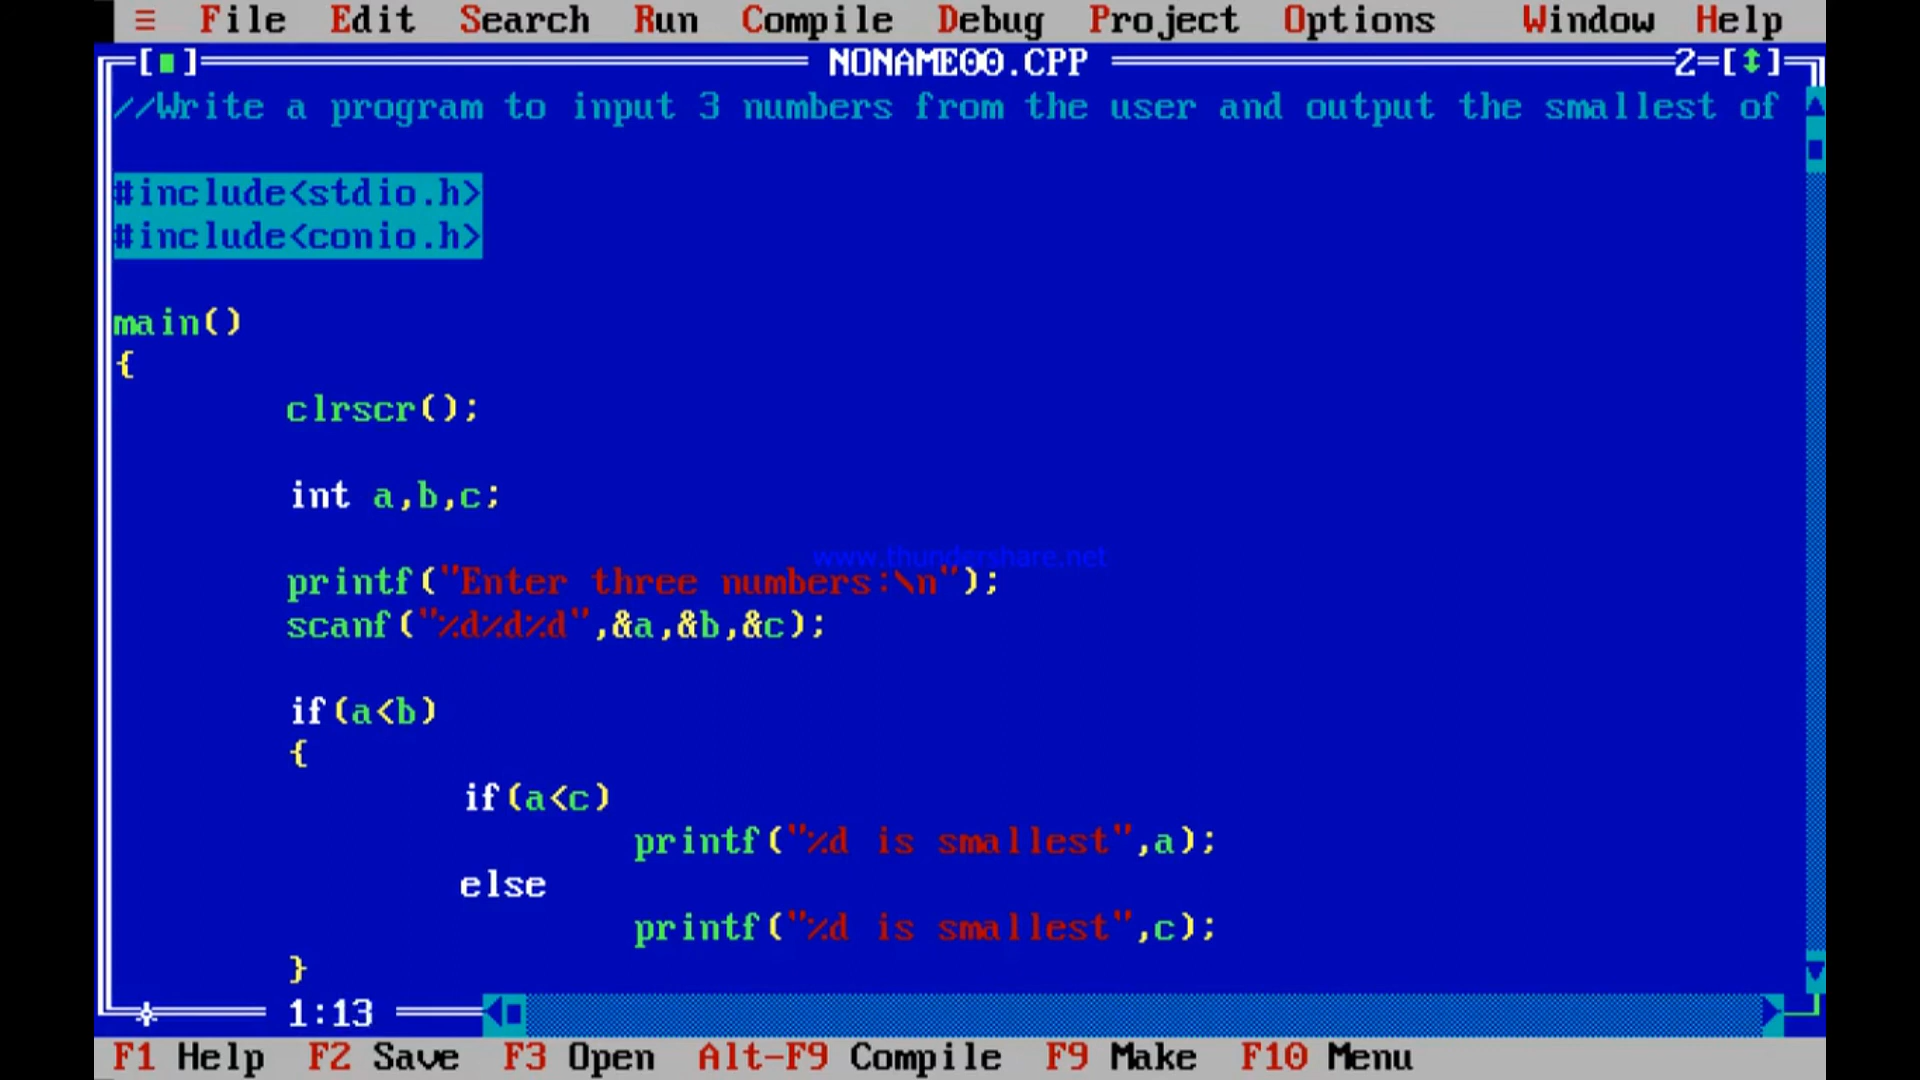 ≡ File Edit Search Run Compile Debug Project Options Window Help
[■] NONAME00.CPP 2=[↕]
//Write a program to input 3 numbers from the user and output the smallest of
#include<stdio.h>
#include<conio.h>
main()
{
clrscr();
int a,b,c;
www.thundershare.net
printf("Enter three numbers:\n");
scanf("%d%d%d",&a,&b,&c);
if(a<b)
{
if(a<c)
printf("%d is smallest",a);
else
printf("%d is smallest",c);
}
1:13
F1 Help F2 Save F3 Open Alt-F9 Compile F9 Make F10 Menu